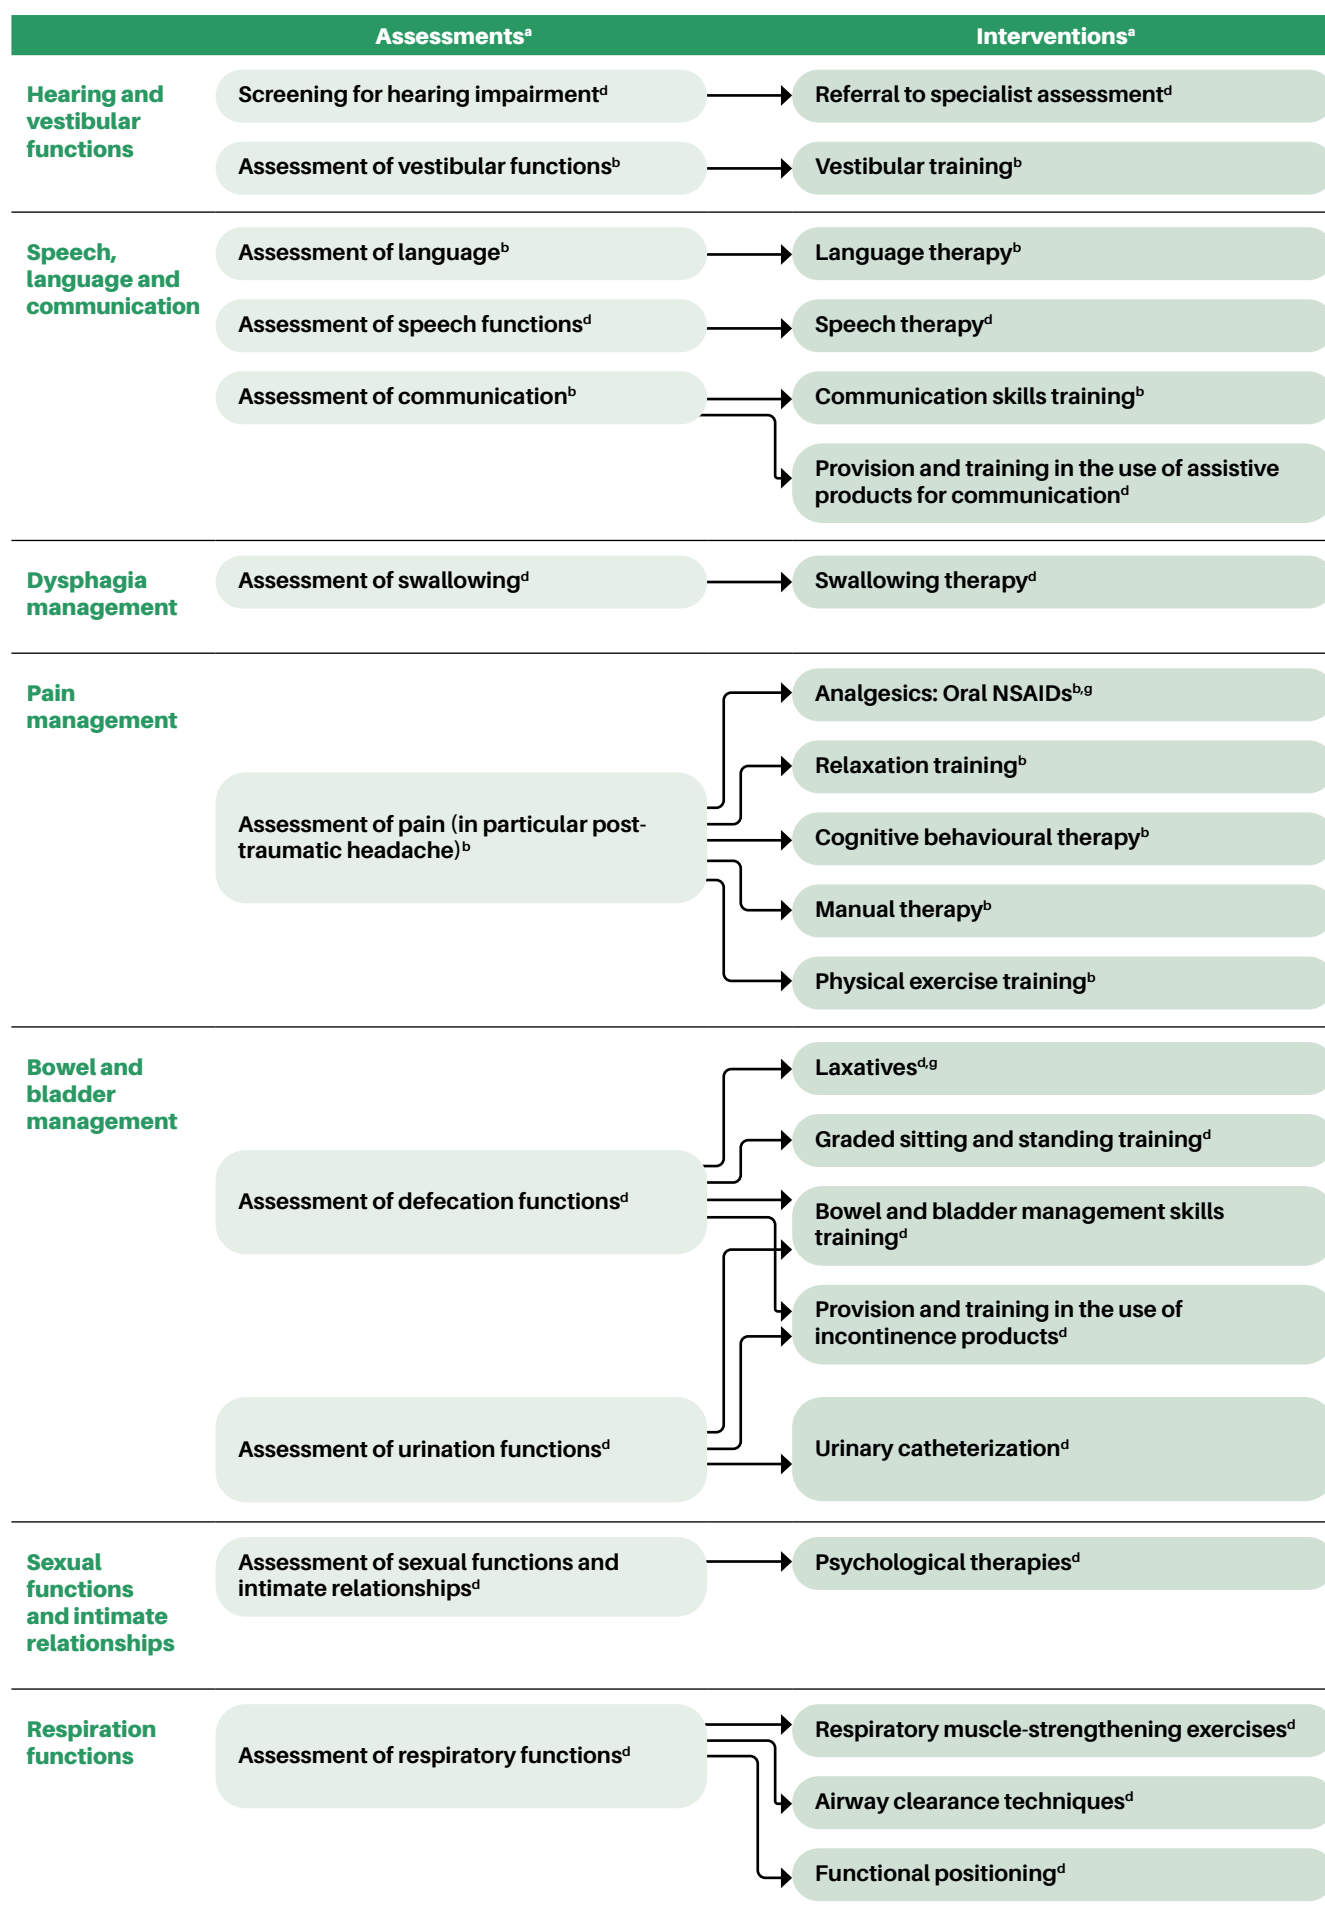 Assessmentsᵃ Interventionsᵃ
Hearing and
vestibular
functions
Screening for hearing impairmentᵈ
Referral to specialist assessmentᵈ
Assessment of vestibular functionsᵇ
Vestibular trainingᵇ
Speech,
language and
communication
Assessment of languageᵇ
Language therapyᵇ
Assessment of speech functionsᵈ
Speech therapyᵈ
Assessment of communicationᵇ
Communication skills trainingᵇ
Provision and training in the use of assistive
products for communicationᵈ
Dysphagia
management
Assessment of swallowingᵈ
Swallowing therapyᵈ
Pain
management
Assessment of pain (in particular post-
traumatic headache)ᵇ
Analgesics: Oral NSAIDsᵇ,ᵍ
Relaxation trainingᵇ
Cognitive behavioural therapyᵇ
Manual therapyᵇ
Physical exercise trainingᵇ
Bowel and
bladder
management
Assessment of defecation functionsᵈ
Laxativesᵈ,ᵍ
Graded sitting and standing trainingᵈ
Bowel and bladder management skills
trainingᵈ
Provision and training in the use of
incontinence productsᵈ
Assessment of urination functionsᵈ
Urinary catheterizationᵈ
Sexual
functions
and intimate
relationships
Assessment of sexual functions and
intimate relationshipsᵈ
Psychological therapiesᵈ
Respiration
functions
Assessment of respiratory functionsᵈ
Respiratory muscle-strengthening exercisesᵈ
Airway clearance techniquesᵈ
Functional positioningᵈ